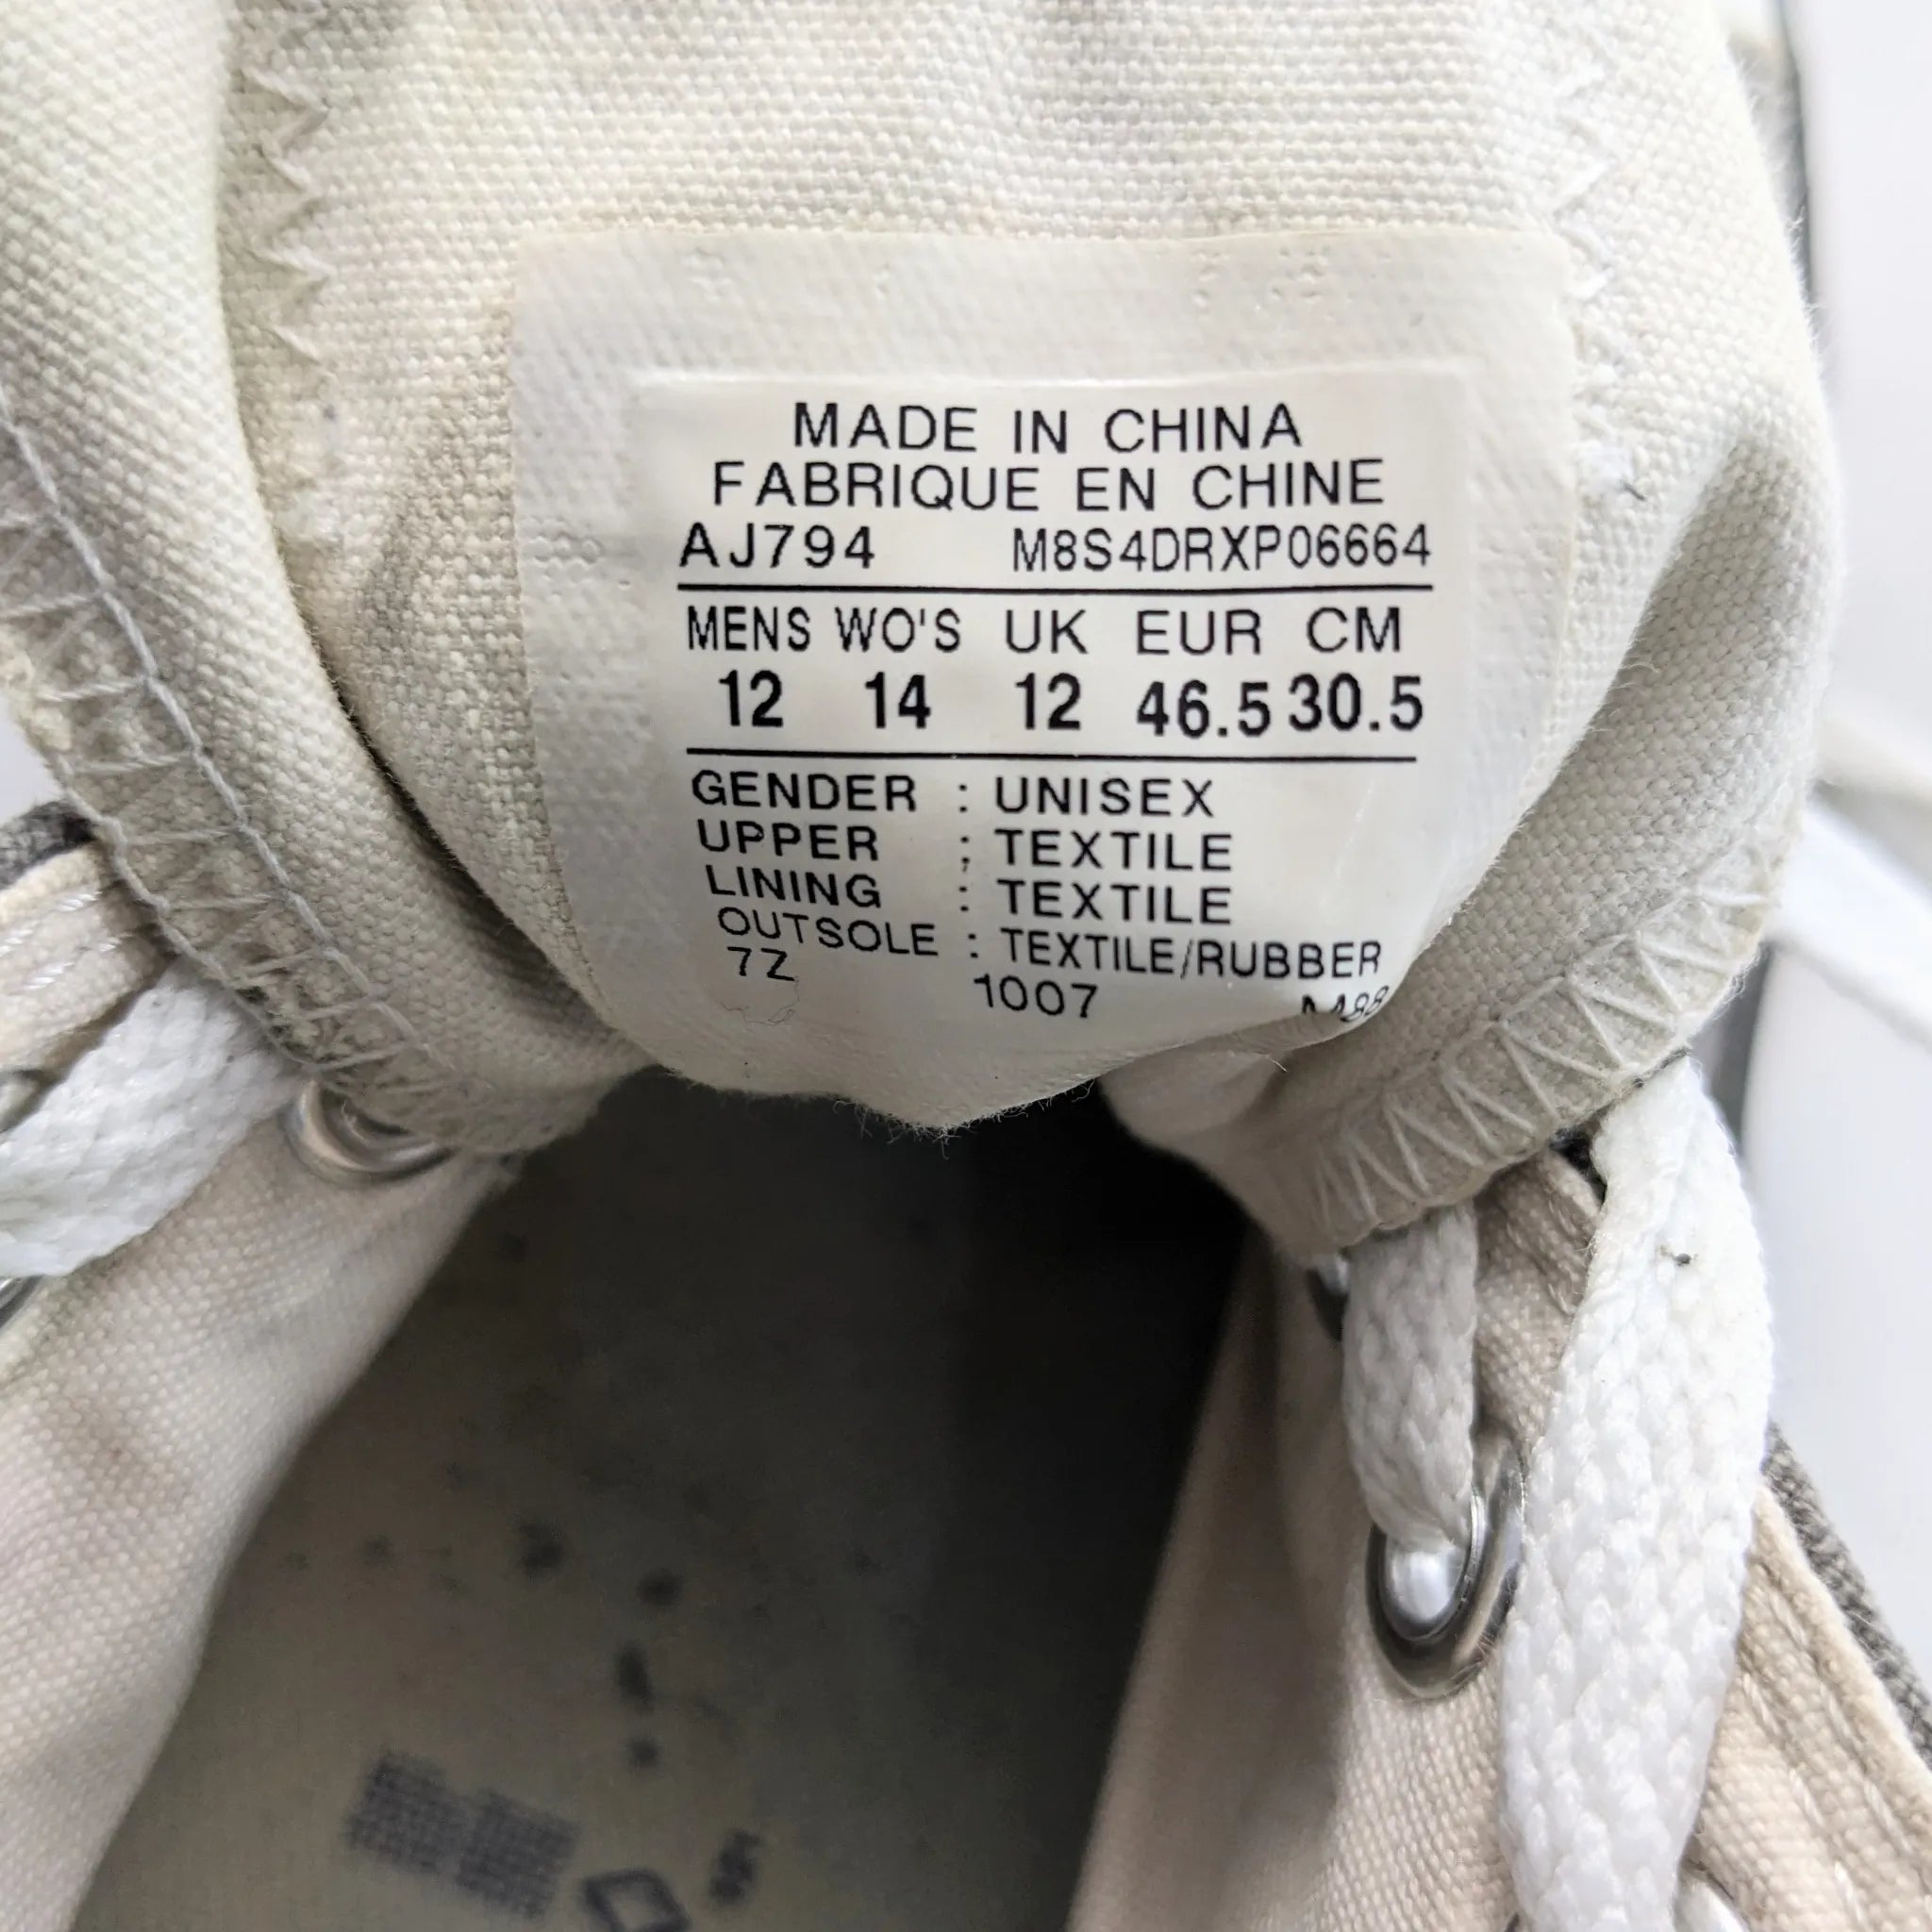 MADE IN CHINA
FABRIQUE EN CHINE
AJ794 M8S4DRXP06664
MENS WO'S UK EUR CM
12 14 12 46.5 30.5
GENDER : UNISEX
UPPER : TEXTILE
LINING : TEXTILE
OUTSOLE : TEXTILE/RUBBER
7Z 1007